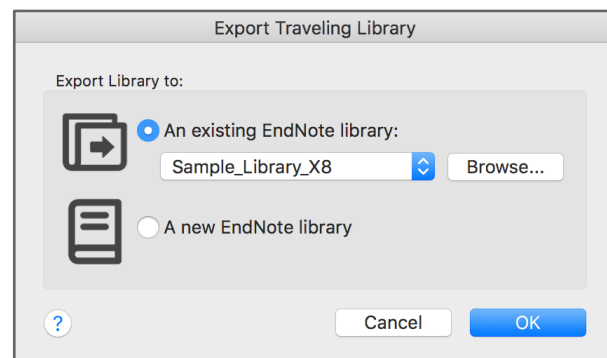 Export Traveling Library
Export Library to:
An existing EndNote library:
Sample_Library_X8
Browse...
A new EndNote library
?
Cancel
OK